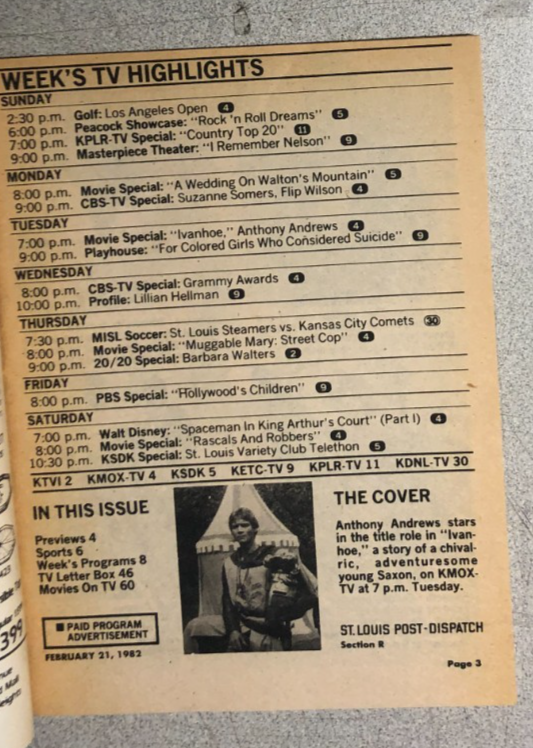 WEEK'S TV HIGHLIGHTS
SUNDAY
2:30 p.m. Golf: Los Angeles Open 4
6:00 p.m. Peacock Showcase: "Rock 'n Roll Dreams" 5
7:00 p.m. KPLR-TV Special: "Country Top 20" 11
9:00 p.m. Masterpiece Theater: "I Remember Nelson" 9
MONDAY
8:00 p.m. Movie Special: "A Wedding On Walton's Mountain" 5
9:00 p.m. CBS-TV Special: Suzanne Somers, Flip Wilson 4
TUESDAY
7:00 p.m. Movie Special: "Ivanhoe," Anthony Andrews 4
9:00 p.m. Playhouse: "For Colored Girls Who Considered Suicide" 9
WEDNESDAY
8:00 p.m. CBS-TV Special: Grammy Awards 4
10:00 p.m. Profile: Lillian Hellman 9
THURSDAY
7:30 p.m. MISL Soccer: St. Louis Steamers vs. Kansas City Comets 30
8:00 p.m. Movie Special: "Muggable Mary: Street Cop" 4
9:00 p.m. 20/20 Special: Barbara Walters 2
FRIDAY
8:00 p.m. PBS Special: "Hollywood's Children" 9
SATURDAY
7:00 p.m. Walt Disney: "Spaceman In King Arthur's Court" (Part I) 4
8:00 p.m. Movie Special: "Rascals And Robbers" 4
10:30 p.m. KSDK Special: St. Louis Variety Club Telethon 5
KTVI 2 KMOX-TV 4 KSDK 5 KETC-TV 9 KPLR-TV 11 KDNL-TV 30
IN THIS ISSUE
Previews 4
Sports 6
Week's Programs 8
TV Letter Box 46
Movies On TV 60
PAID PROGRAM
ADVERTISEMENT
FEBRUARY 21, 1982
THE COVER
Anthony Andrews stars
in the title role in "Ivan-
hoe," a story of a chival-
ric, adventuresome
young Saxon, on KMOX-
TV at 7 p.m. Tuesday.
ST. LOUIS POST-DISPATCH
Section R
Page 3
399